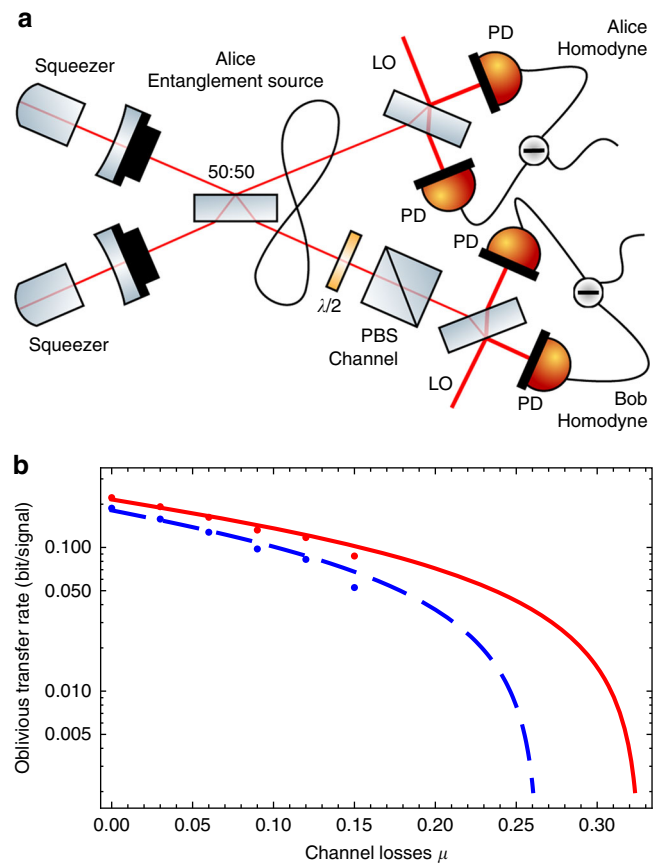 a
Squeezer
Alice
Entanglement source
LO
PD
Alice
Homodyne
50:50
PD
PD
λ/2
PBS
Channel
Squeezer
LO
PD
Bob
Homodyne
b
Oblivious transfer rate (bit/signal)
0.100
0.050
0.010
0.005
0.00 0.05 0.10 0.15 0.20 0.25 0.30
Channel losses μ